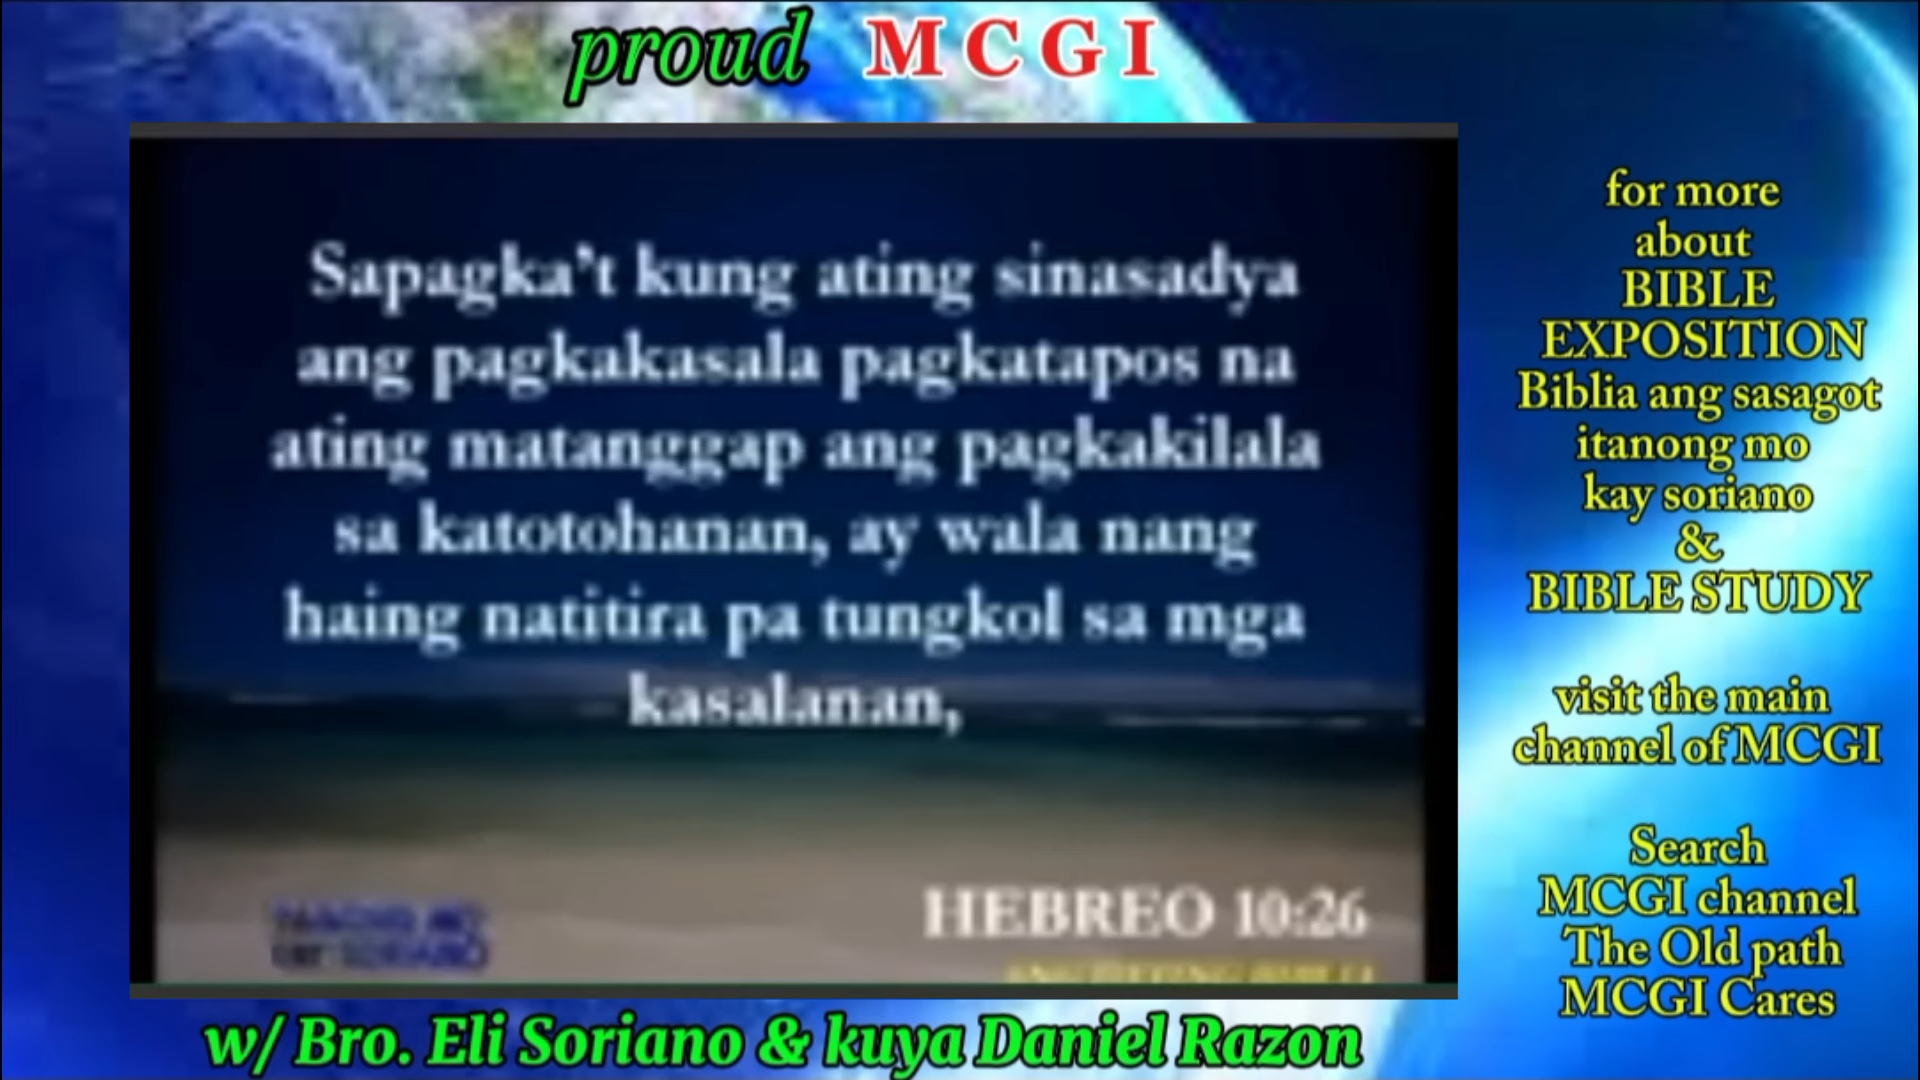 proud MCGI
Sapagka't kung ating sinasadya
ang pagkakasala pagkatapos na
ating matanggap ang pagkakilala
sa katotohanan, ay wala nang
haing natitira pa tungkol sa mga
kasalanan,
HEBREO 10:26
w/ Bro. Eli Soriano & kuya Daniel Razon
for more
about
BIBLE
EXPOSITION
Biblia ang sasagot
itanong mo
kay soriano
&
BIBLE STUDY
visit the main
channel of MCGI
Search
MCGI channel
The Old path
MCGI Cares